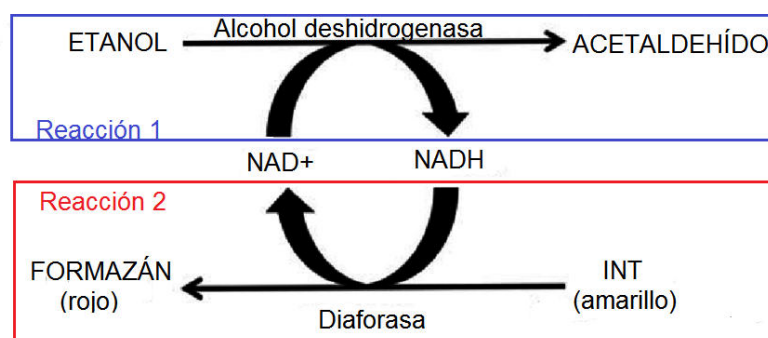 ETANOL
Alcohol deshidrogenasa
ACETALDEHÍDO
Reacción 1
NAD+
NADH
Reacción 2
FORMAZÁN
(rojo)
INT
(amarillo)
Diaforasa